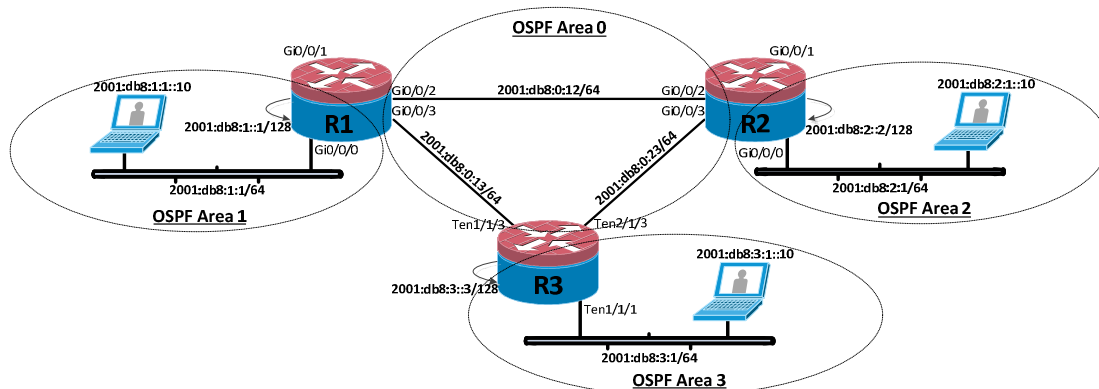 OSPF Area 0
Gi0/0/1
Gi0/0/1
2001:db8:1:1::10
2001:db8:2:1::10
Gi0/0/2
2001:db8:0:12/64
Gi0/0/2
Gi0/0/3
Gi0/0/3
R1
R2
2001:db8:1::1/128
2001:db8:2::2/128
Gi0/0/0
Gi0/0/0
2001:db8:0:13/64
2001:db8:0:23/64
2001:db8:1:1/64
2001:db8:2:1/64
OSPF Area 1
OSPF Area 2
Ten1/1/3
Ten2/1/3
2001:db8:3:1::10
R3
2001:db8:3::3/128
Ten1/1/1
2001:db8:3:1/64
OSPF Area 3